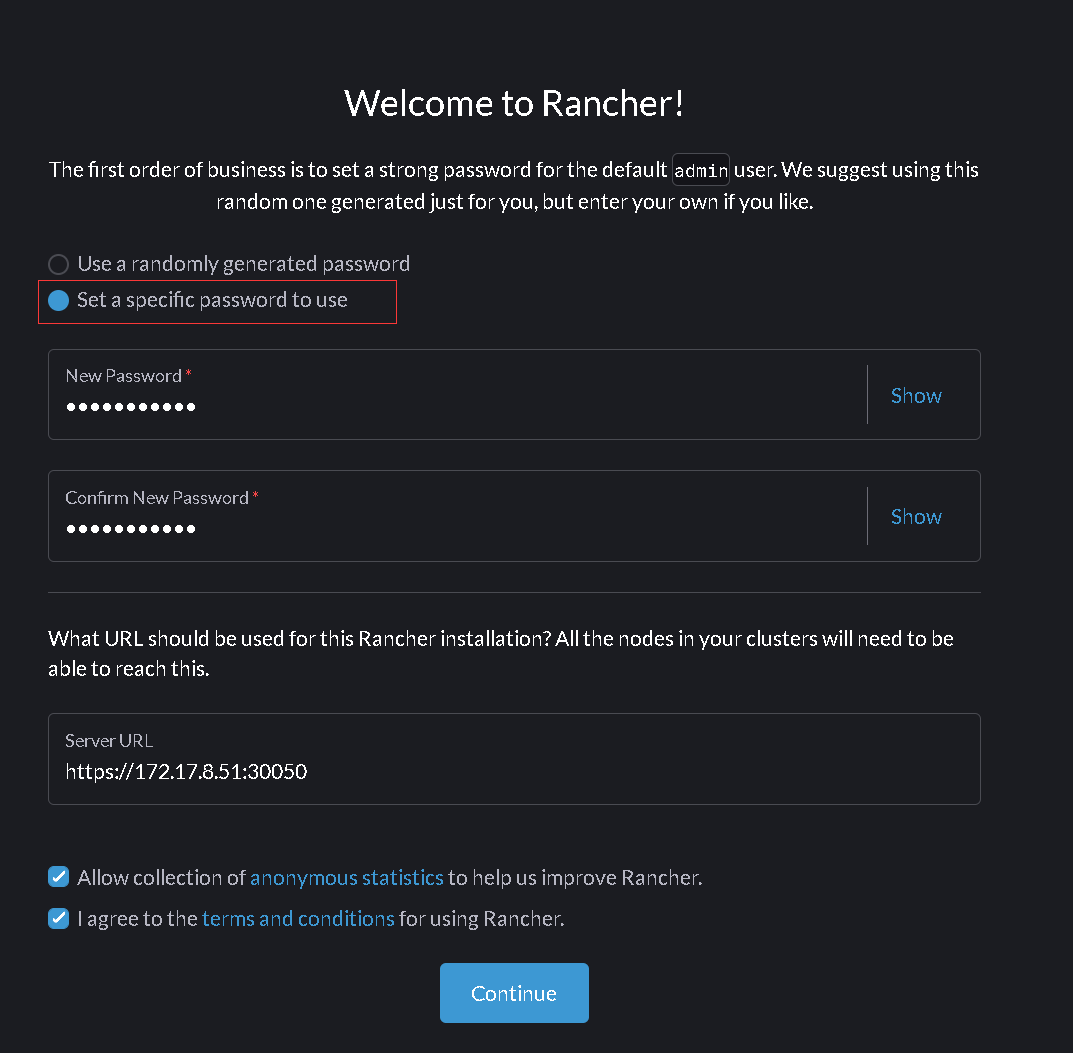 Welcome to Rancher!
The first order of business is to set a strong password for the default admin user. We suggest using this
random one generated just for you, but enter your own if you like.
Use a randomly generated password
Set a specific password to use
New Password *
•••••••••••
Show
Confirm New Password *
•••••••••••
Show
What URL should be used for this Rancher installation? All the nodes in your clusters will need to be
able to reach this.
Server URL
https://172.17.8.51:30050
Allow collection of anonymous statistics to help us improve Rancher.
I agree to the terms and conditions for using Rancher.
Continue